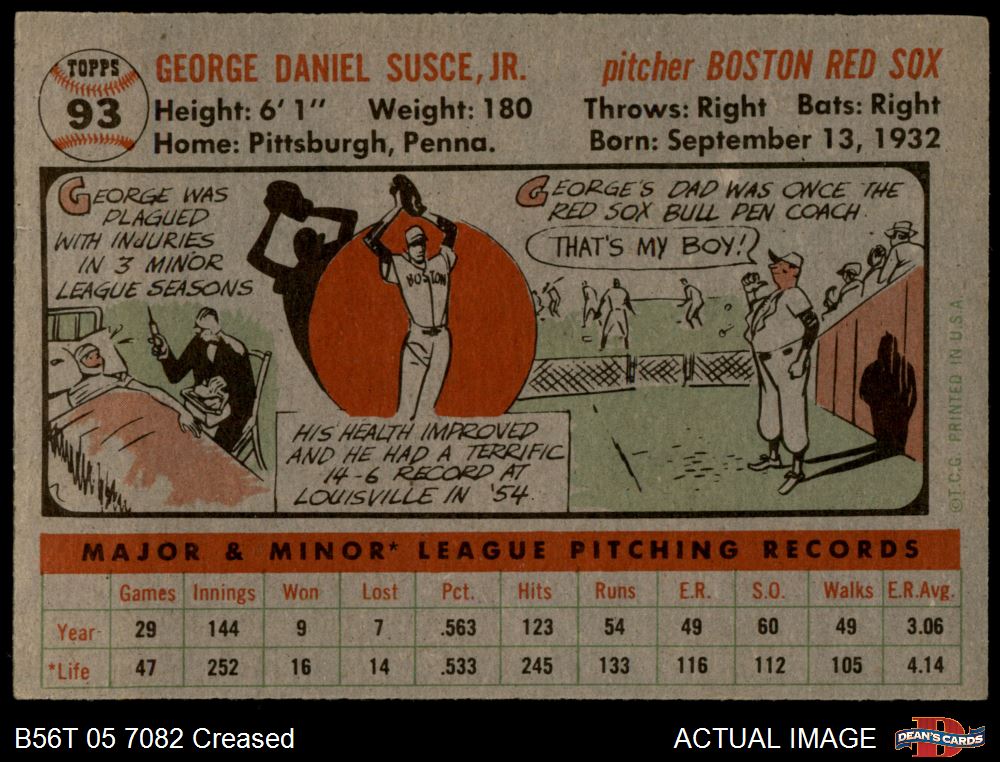 TOPPS
93
GEORGE DANIEL SUSCE, JR. pitcher BOSTON RED SOX
Height: 6' 1" Weight: 180 Throws: Right Bats: Right
Home: Pittsburgh, Penna. Born: September 13, 1932
GEORGE WAS
PLAGUED
WITH INJURIES
IN 3 MINOR
LEAGUE SEASONS
BOSTON
HIS HEALTH IMPROVED
AND HE HAD A TERRIFIC
14-6 RECORD AT
LOUISVILLE IN '54.
GEORGE'S DAD WAS ONCE THE
RED SOX BULL PEN COACH.
THAT'S MY BOY!
©T.C.G. PRINTED IN U.S.A.
MAJOR & MINOR* LEAGUE PITCHING RECORDS
Games Innings Won Lost Pct. Hits Runs E.R. S.O. Walks E.R.Avg.
Year 29 144 9 7 .563 123 54 49 60 49 3.06
*Life 47 252 16 14 .533 245 133 116 112 105 4.14
B56T 05 7082 Creased ACTUAL IMAGE
D
DEAN'S CARDS